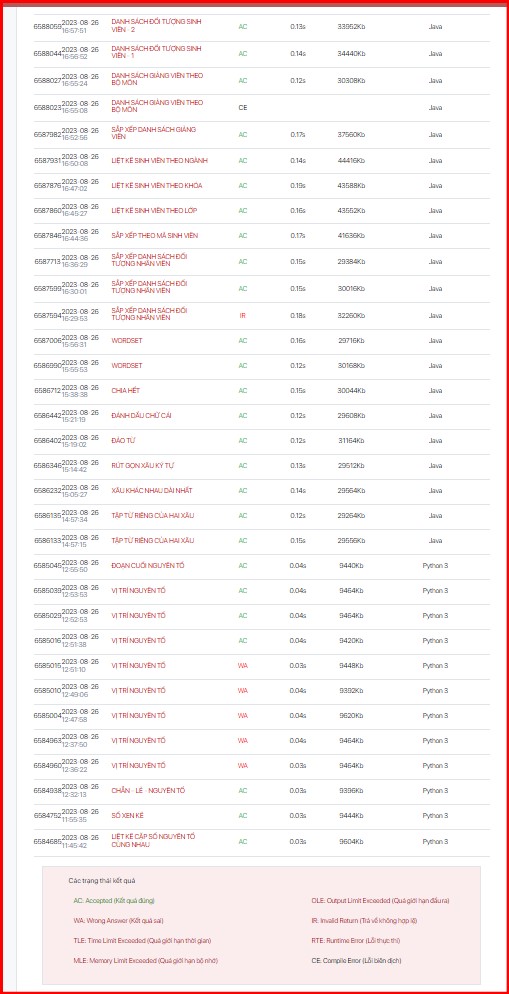 6588059 2023-08-26 16:57:51 DANH SÁCH ĐỐI TƯỢNG SINH VIÊN - 2 AC 0.13s 33952Kb Java
6588044 2023-08-26 16:56:52 DANH SÁCH ĐỐI TƯỢNG SINH VIÊN - 1 AC 0.14s 34440Kb Java
6588027 2023-08-26 16:55:24 DANH SÁCH GIẢNG VIÊN THEO BỘ MÔN AC 0.12s 30308Kb Java
6588023 2023-08-26 16:55:08 DANH SÁCH GIẢNG VIÊN THEO BỘ MÔN CE Java
6587982 2023-08-26 16:52:56 SẮP XẾP DANH SÁCH GIẢNG VIÊN AC 0.17s 37560Kb Java
6587931 2023-08-26 16:50:08 LIỆT KÊ SINH VIÊN THEO NGÀNH AC 0.14s 44416Kb Java
6587876 2023-08-26 16:47:02 LIỆT KÊ SINH VIÊN THEO KHÓA AC 0.19s 43588Kb Java
6587860 2023-08-26 16:45:27 LIỆT KÊ SINH VIÊN THEO LỚP AC 0.16s 43552Kb Java
6587846 2023-08-26 16:44:36 SẮP XẾP THEO MÃ SINH VIÊN AC 0.17s 41636Kb Java
6587713 2023-08-26 16:36:29 SẮP XẾP DANH SÁCH ĐỐI TƯỢNG NHÂN VIÊN AC 0.15s 29384Kb Java
6587599 2023-08-26 16:30:01 SẮP XẾP DANH SÁCH ĐỐI TƯỢNG NHÂN VIÊN AC 0.15s 30016Kb Java
6587594 2023-08-26 16:29:53 SẮP XẾP DANH SÁCH ĐỐI TƯỢNG NHÂN VIÊN IR 0.18s 32260Kb Java
6587006 2023-08-26 15:56:31 WORDSET AC 0.16s 29716Kb Java
6586990 2023-08-26 15:55:53 WORDSET AC 0.12s 30168Kb Java
6586712 2023-08-26 15:38:38 CHIA HẾT AC 0.15s 30044Kb Java
6586442 2023-08-26 15:21:19 ĐÁNH DẤU CHỮ CÁI AC 0.12s 29608Kb Java
6586402 2023-08-26 15:19:02 ĐẢO TỪ AC 0.12s 31164Kb Java
6586346 2023-08-26 15:14:42 RÚT GỌN XÂU KÝ TỰ AC 0.13s 29512Kb Java
6586232 2023-08-26 15:05:27 XÂU KHÁC NHAU DÀI NHẤT AC 0.14s 29564Kb Java
6586135 2023-08-26 14:57:34 TẬP TỪ RIÊNG CỦA HAI XÂU AC 0.12s 29264Kb Java
6586133 2023-08-26 14:57:15 TẬP TỪ RIÊNG CỦA HAI XÂU AC 0.15s 29556Kb Java
6585045 2023-08-26 12:55:50 ĐOẠN CUỐI NGUYÊN TỐ AC 0.04s 9440Kb Python 3
6585039 2023-08-26 12:53:53 VỊ TRÍ NGUYÊN TỐ AC 0.04s 9464Kb Python 3
6585029 2023-08-26 12:52:53 VỊ TRÍ NGUYÊN TỐ AC 0.04s 9464Kb Python 3
6585016 2023-08-26 12:51:38 VỊ TRÍ NGUYÊN TỐ AC 0.04s 9420Kb Python 3
6585015 2023-08-26 12:51:10 VỊ TRÍ NGUYÊN TỐ WA 0.03s 9448Kb Python 3
6585010 2023-08-26 12:49:06 VỊ TRÍ NGUYÊN TỐ WA 0.04s 9392Kb Python 3
6585004 2023-08-26 12:47:58 VỊ TRÍ NGUYÊN TỐ WA 0.04s 9620Kb Python 3
6584963 2023-08-26 12:37:50 VỊ TRÍ NGUYÊN TỐ WA 0.04s 9464Kb Python 3
6584960 2023-08-26 12:36:22 VỊ TRÍ NGUYÊN TỐ WA 0.03s 9464Kb Python 3
6584938 2023-08-26 12:32:13 CHẴN - LẺ - NGUYÊN TỐ AC 0.03s 9396Kb Python 3
6584752 2023-08-26 11:55:35 SỐ XEN KẼ AC 0.03s 9444Kb Python 3
6584685 2023-08-26 11:45:42 LIỆT KÊ CẶP SỐ NGUYÊN TỐ CÙNG NHAU AC 0.03s 9604Kb Python 3
Các trạng thái kết quả
AC: Accepted (Kết quả đúng) OLE: Output Limit Exceeded (Quá giới hạn đầu ra)
WA: Wrong Answer (Kết quả sai) IR: Invalid Return (Trả về không hợp lệ)
TLE: Time Limit Exceeded (Quá giới hạn thời gian) RTE: Runtime Error (Lỗi thực thi)
MLE: Memory Limit Exceeded (Quá giới hạn bộ nhớ) CE: Compile Error (Lỗi biên dịch)